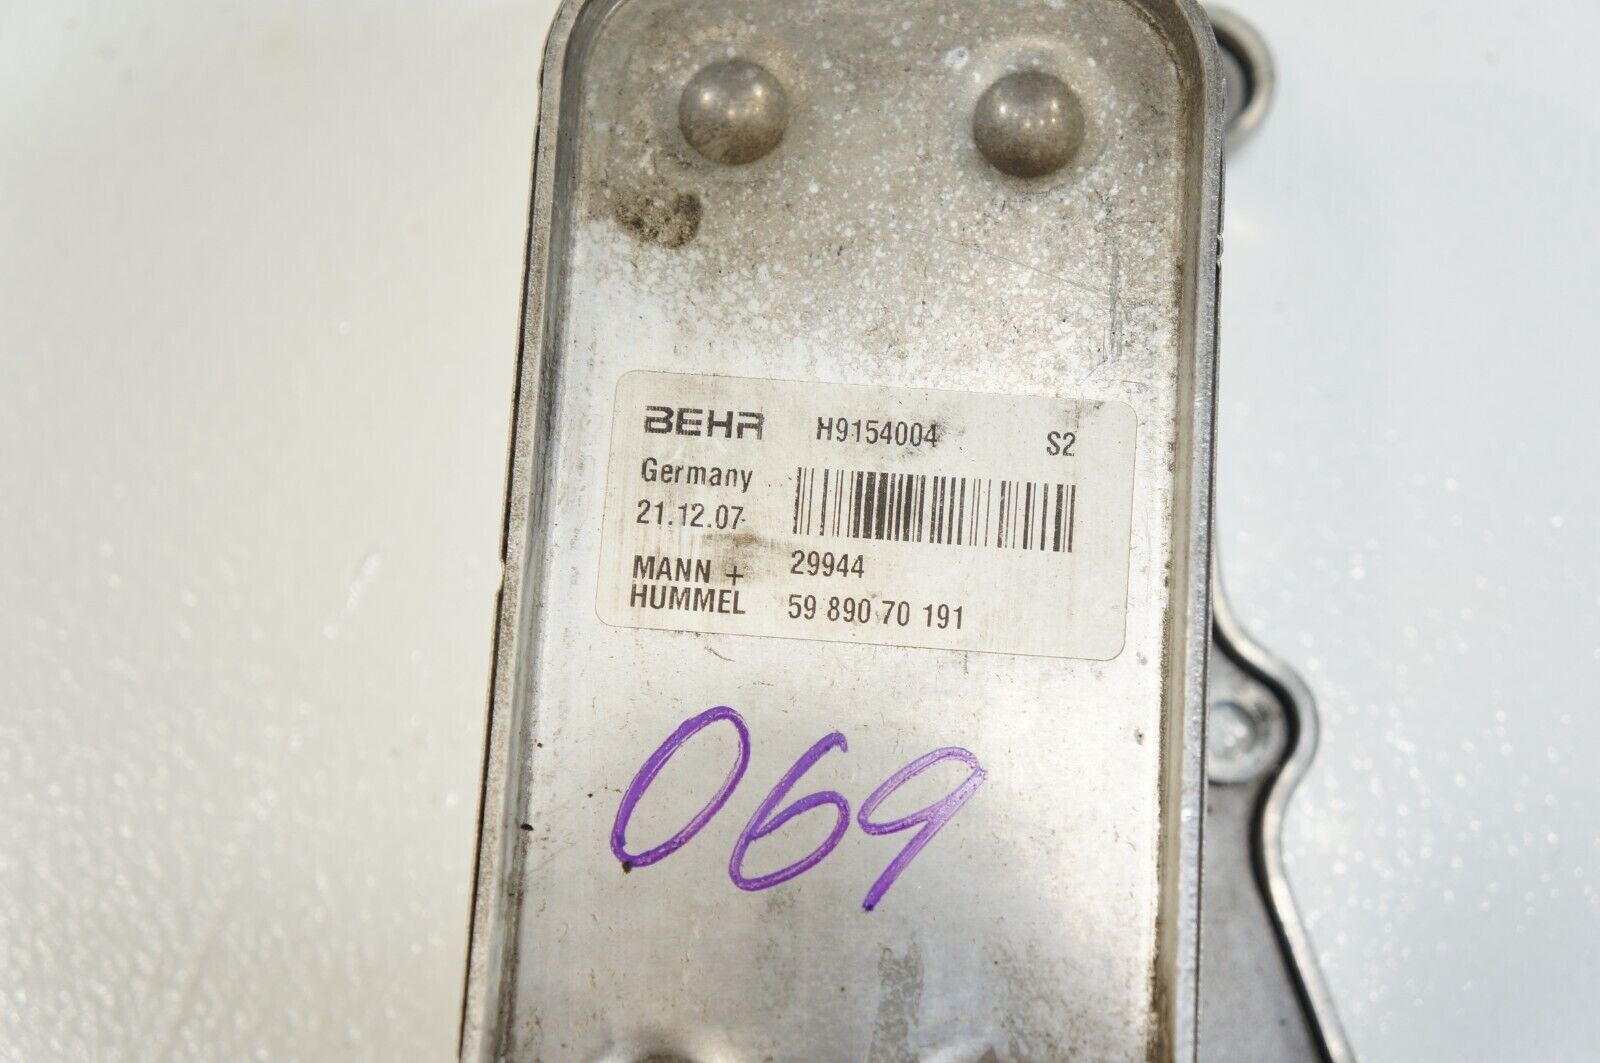 BEHR H9154004 S2
Germany
21.12.07
29944
MANN +
HUMMEL 59 890 70 191
069